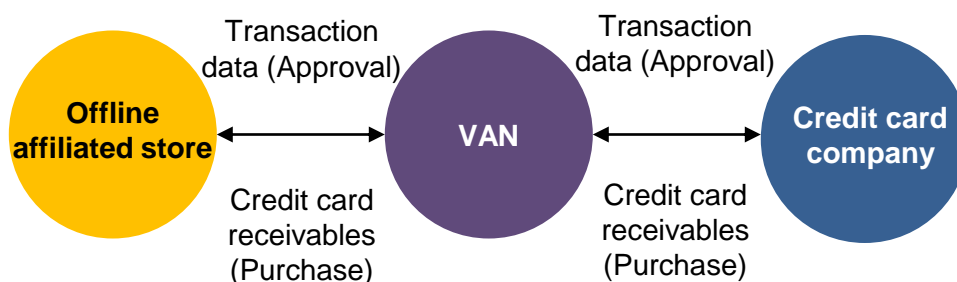 Transaction
data (Approval)
Transaction
data (Approval)
Offline
affiliated store
VAN
Credit card
company
Credit card
receivables
(Purchase)
Credit card
receivables
(Purchase)